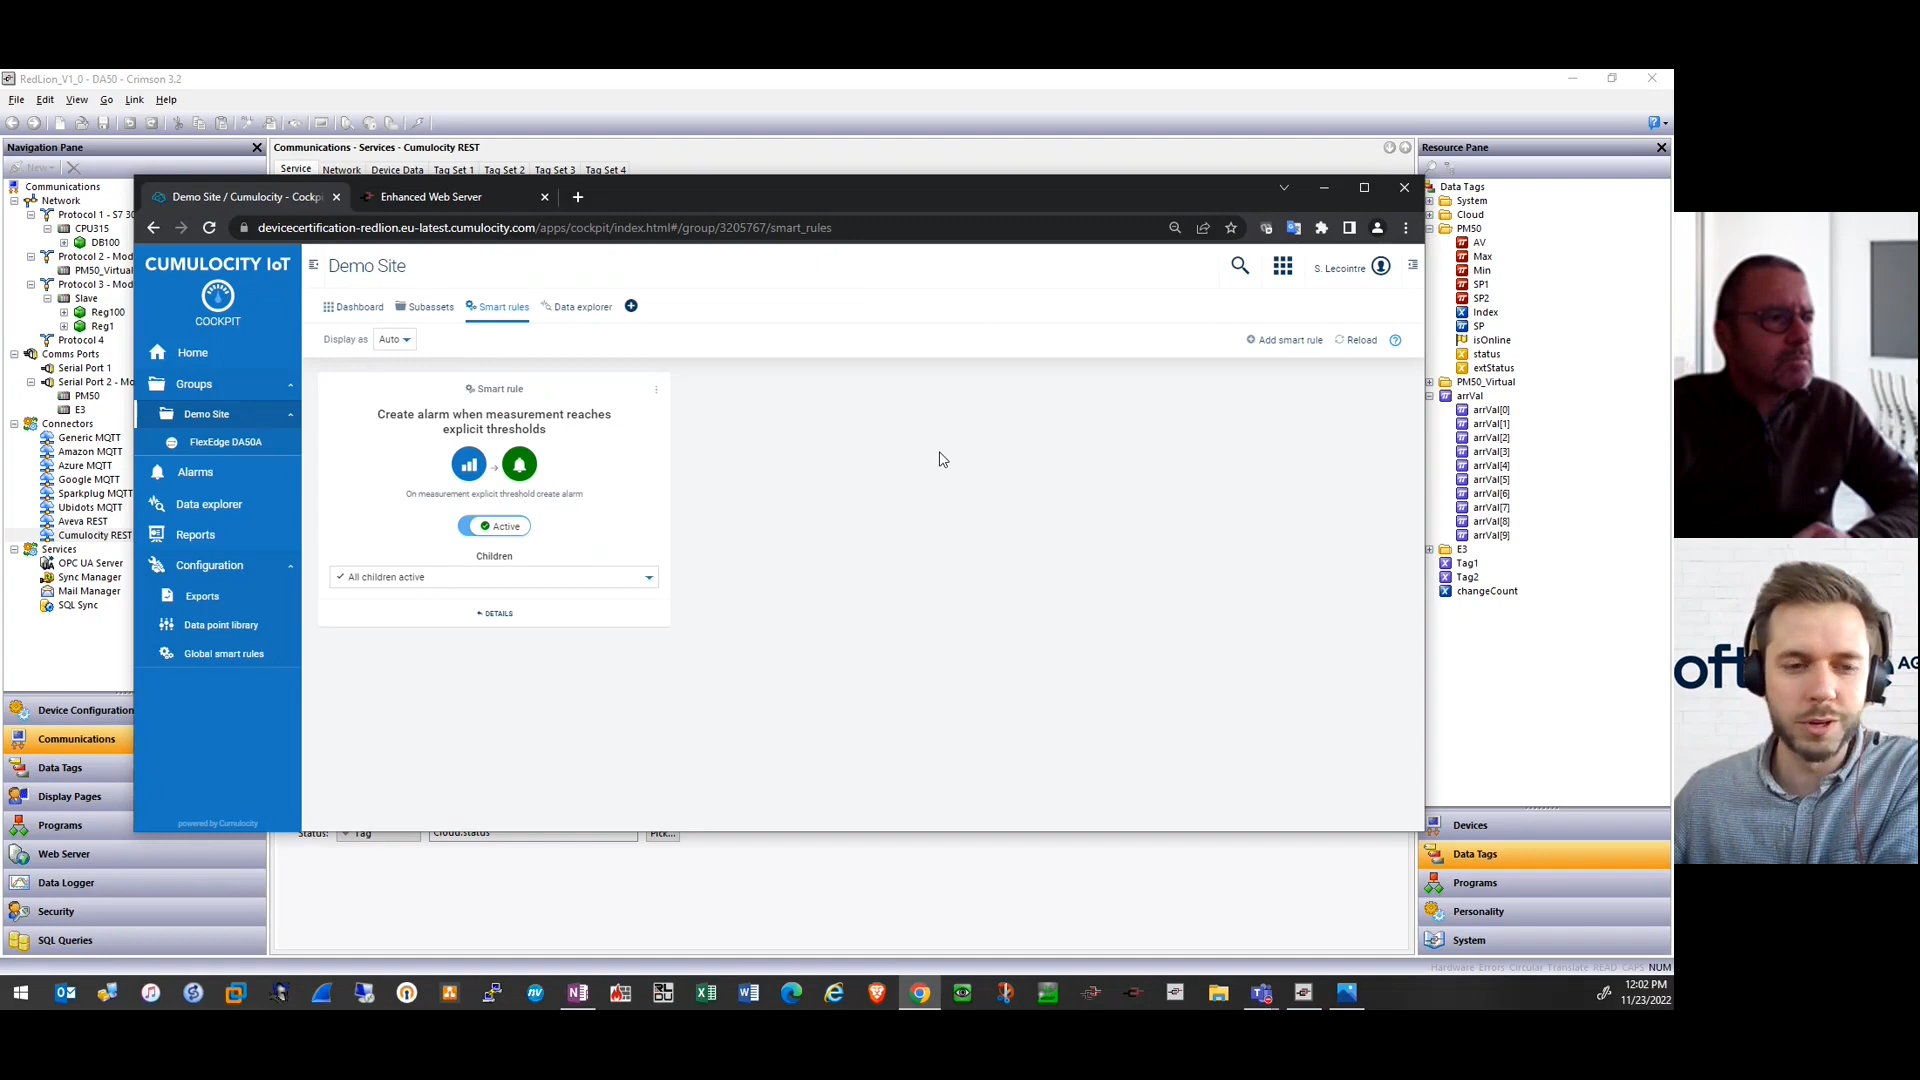 RedLion_V1_0 - DA50 - Crimson 3.2
File Edit View Go Link Help
Navigation Pane
New
Communications
Network
Protocol 1 - S7 30
CPU315
DB100
Protocol 2 - Mod
PM50_Virtual
Protocol 3 - Mod
Slave
Reg100
Reg1
Protocol 4
Comms Ports
Serial Port 1
Serial Port 2 - Mo
PM50
E3
Connectors
Generic MQTT
Amazon MQTT
Azure MQTT
Google MQTT
Sparkplug MQTT
Ubidots MQTT
Aveva REST
Cumulocity REST
Services
OPC UA Server
Sync Manager
Mail Manager
SQL Sync
Device Configuration
Communications
Data Tags
Display Pages
Programs
Web Server
Data Logger
Security
SQL Queries
Communications - Services - Cumulocity REST
Service Network Device Data Tag Set 1 Tag Set 2 Tag Set 3 Tag Set 4
Demo Site / Cumulocity - Cockpi
Enhanced Web Server
devicecertification-redlion.eu-latest.cumulocity.com/apps/cockpit/index.html#/group/3205767/smart_rules
CUMULOCITY IoT
COCKPIT
Home
Groups
Demo Site
FlexEdge DA50A
Alarms
Data explorer
Reports
Configuration
Exports
Data point library
Global smart rules
powered by Cumulocity
Demo Site
S. Lecointre
Dashboard Subassets Smart rules Data explorer
Display as Auto
Add smart rule Reload
Smart rule
Create alarm when measurement reaches
explicit thresholds
On measurement explicit threshold create alarm
Active
Children
All children active
DETAILS
Status: Tag Cloud.status Pick...
Resource Pane
Data Tags
System
Cloud
PM50
AV
Max
Min
SP1
SP2
Index
SP
isOnline
status
extStatus
PM50_Virtual
arrVal
arrVal[0]
arrVal[1]
arrVal[2]
arrVal[3]
arrVal[4]
arrVal[5]
arrVal[6]
arrVal[7]
arrVal[8]
arrVal[9]
E3
Tag1
Tag2
changeCount
Devices
Data Tags
Programs
Personality
System
Hardware Errors Circular Translate READ CAPS NUM
12:02 PM
11/23/2022
oft AG